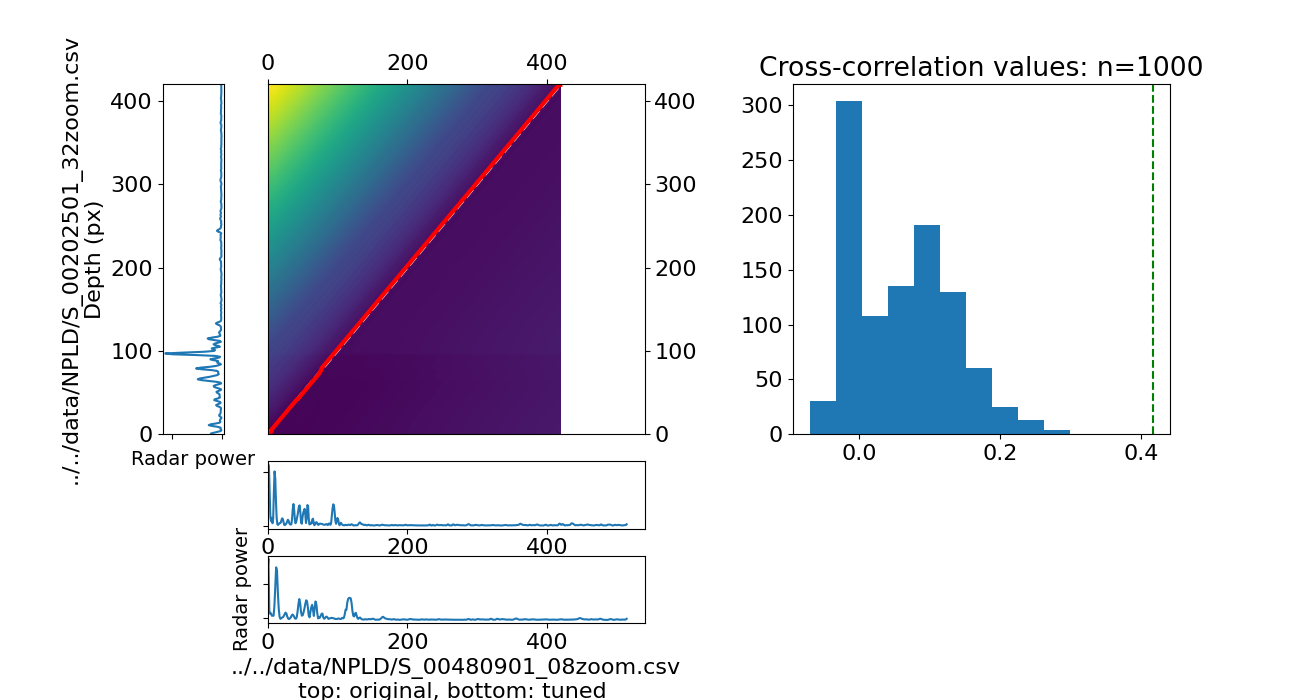 Cross-correlation values: n=1000
0 200 400
400
300
200
100
0
../../data/NPLD/S_00202501_32zoom.csv
Depth (px)
Radar power
400
300
200
100
0
300
250
200
150
100
50
0
0.0 0.2 0.4
0 200 400
Radar power
0 200 400
../../data/NPLD/S_00480901_08zoom.csv
top: original, bottom: tuned